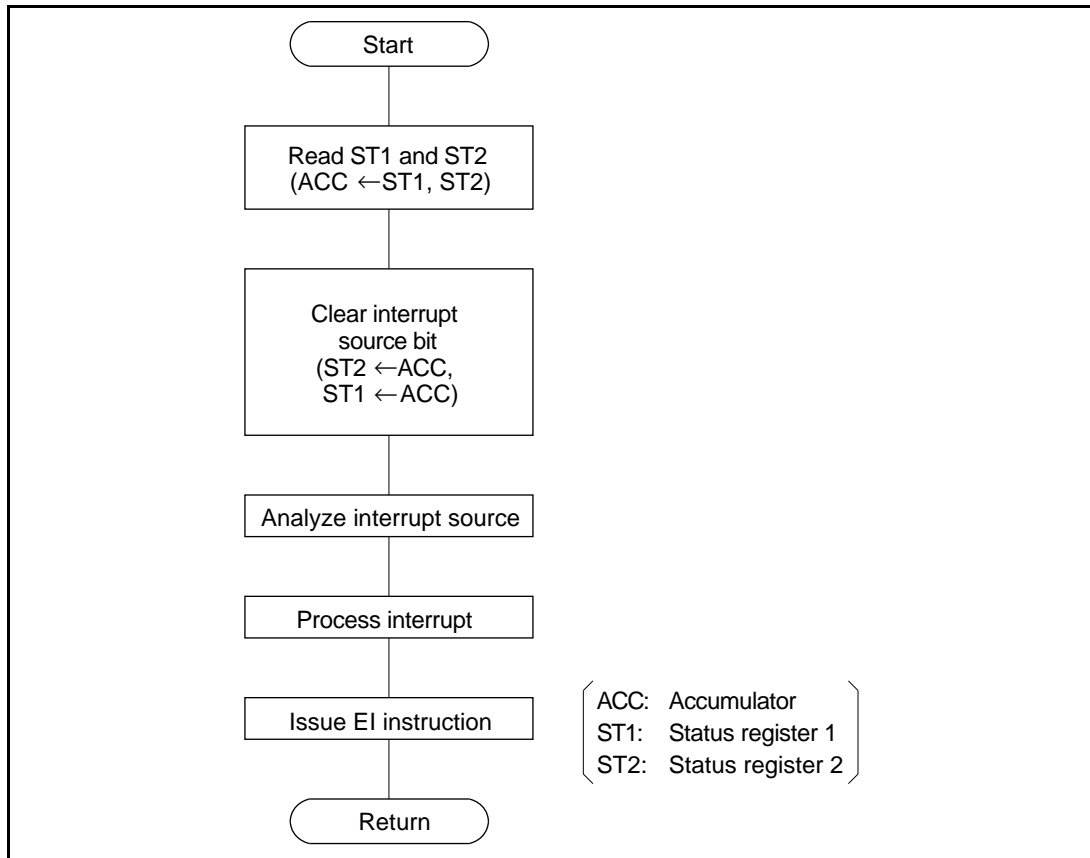 Start
Read ST1 and ST2
(ACC ←ST1, ST2)
Clear interrupt
source bit
(ST2 ←ACC,
ST1 ←ACC)
Analyze interrupt source
Process interrupt
Issue EI instruction
ACC: Accumulator
ST1: Status register 1
ST2: Status register 2
Return